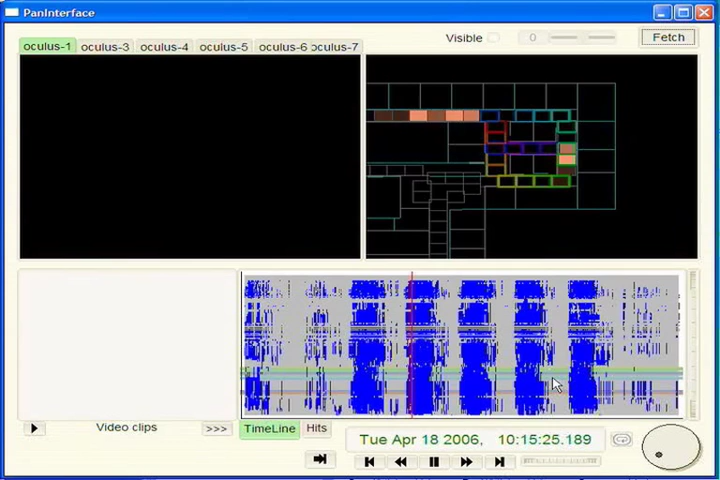 PanInterface
Visible 0 Fetch
oculus-1 oculus-3 oculus-4 oculus-5 oculus-6 oculus-7
Video clips >>> TimeLine Hits
Tue Apr 18 2006, 10:15:25.189